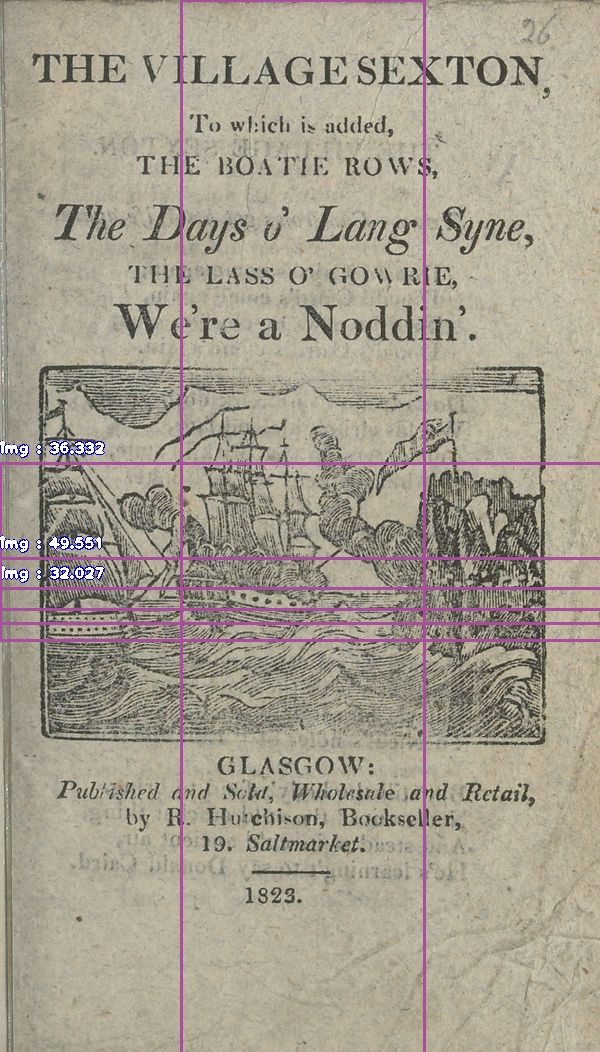 26
THE VILLAGE SEXTON,
To which is added,
THE BOATIE ROWS,
The Days o' Lang Syne,
THE LASS O' GOWRIE,
We're a Noddin'.
Img : 36.332
Img : 49.551
Img : 32.027
GLASGOW:
Published and Sold, Wholesale and Retail,
by R. Hutchison, Bookseller,
19. Saltmarket.
1823.